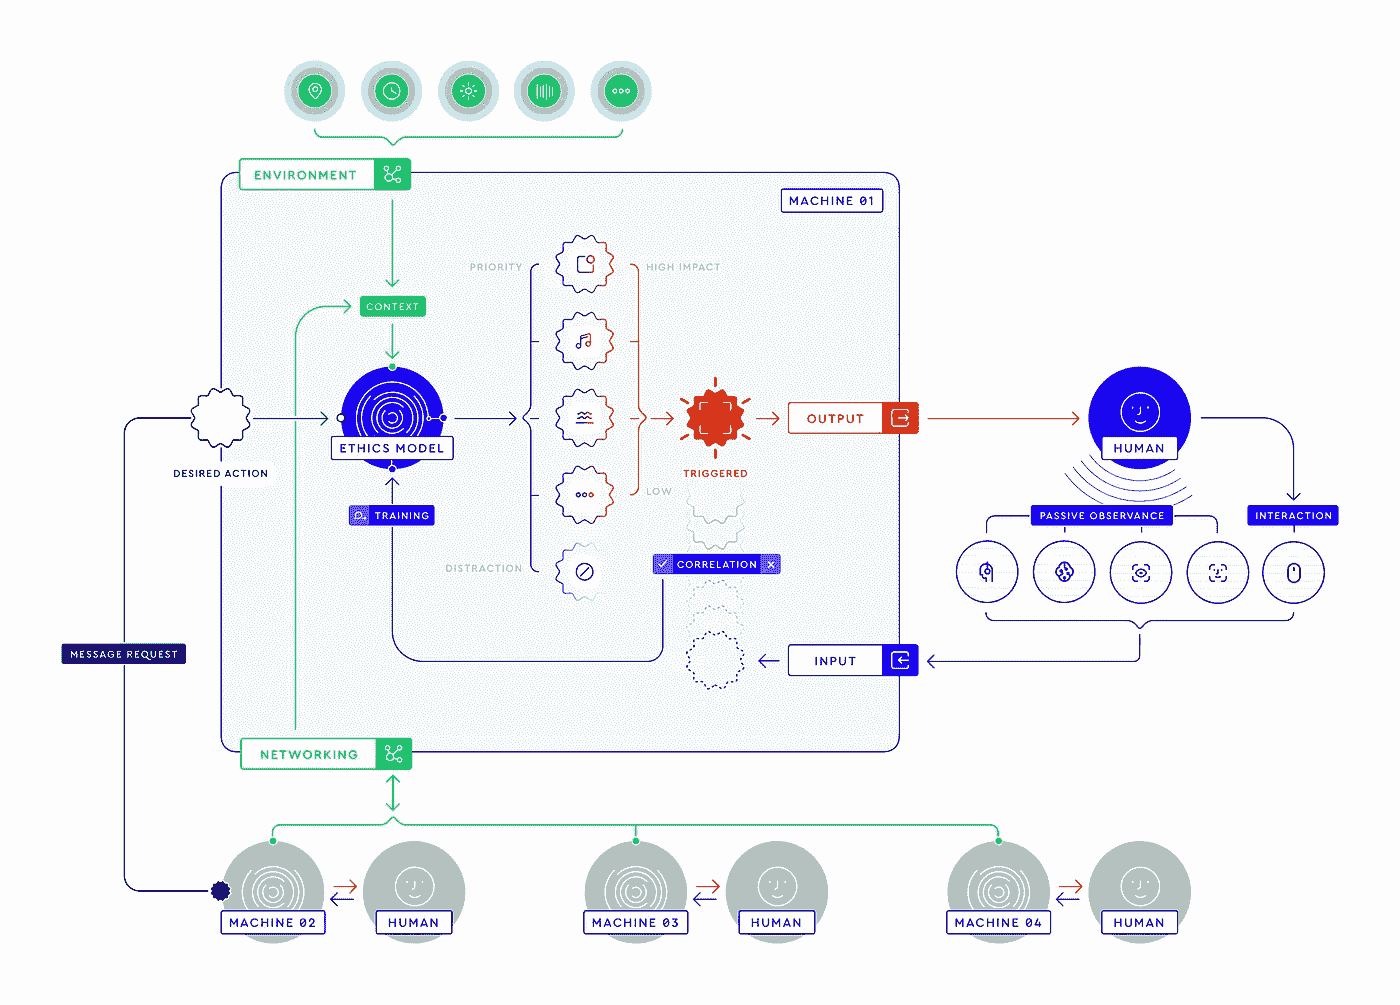 ENVIRONMENT
MACHINE 01
PRIORITY
HIGH IMPACT
CONTEXT
OUTPUT
ETHICS MODEL
HUMAN
DESIRED ACTION
TRIGGERED
LOW
TRAINING
PASSIVE OBSERVANCE
INTERACTION
DISTRACTION
CORRELATION
MESSAGE REQUEST
INPUT
NETWORKING
MACHINE 02
HUMAN
MACHINE 03
HUMAN
MACHINE 04
HUMAN